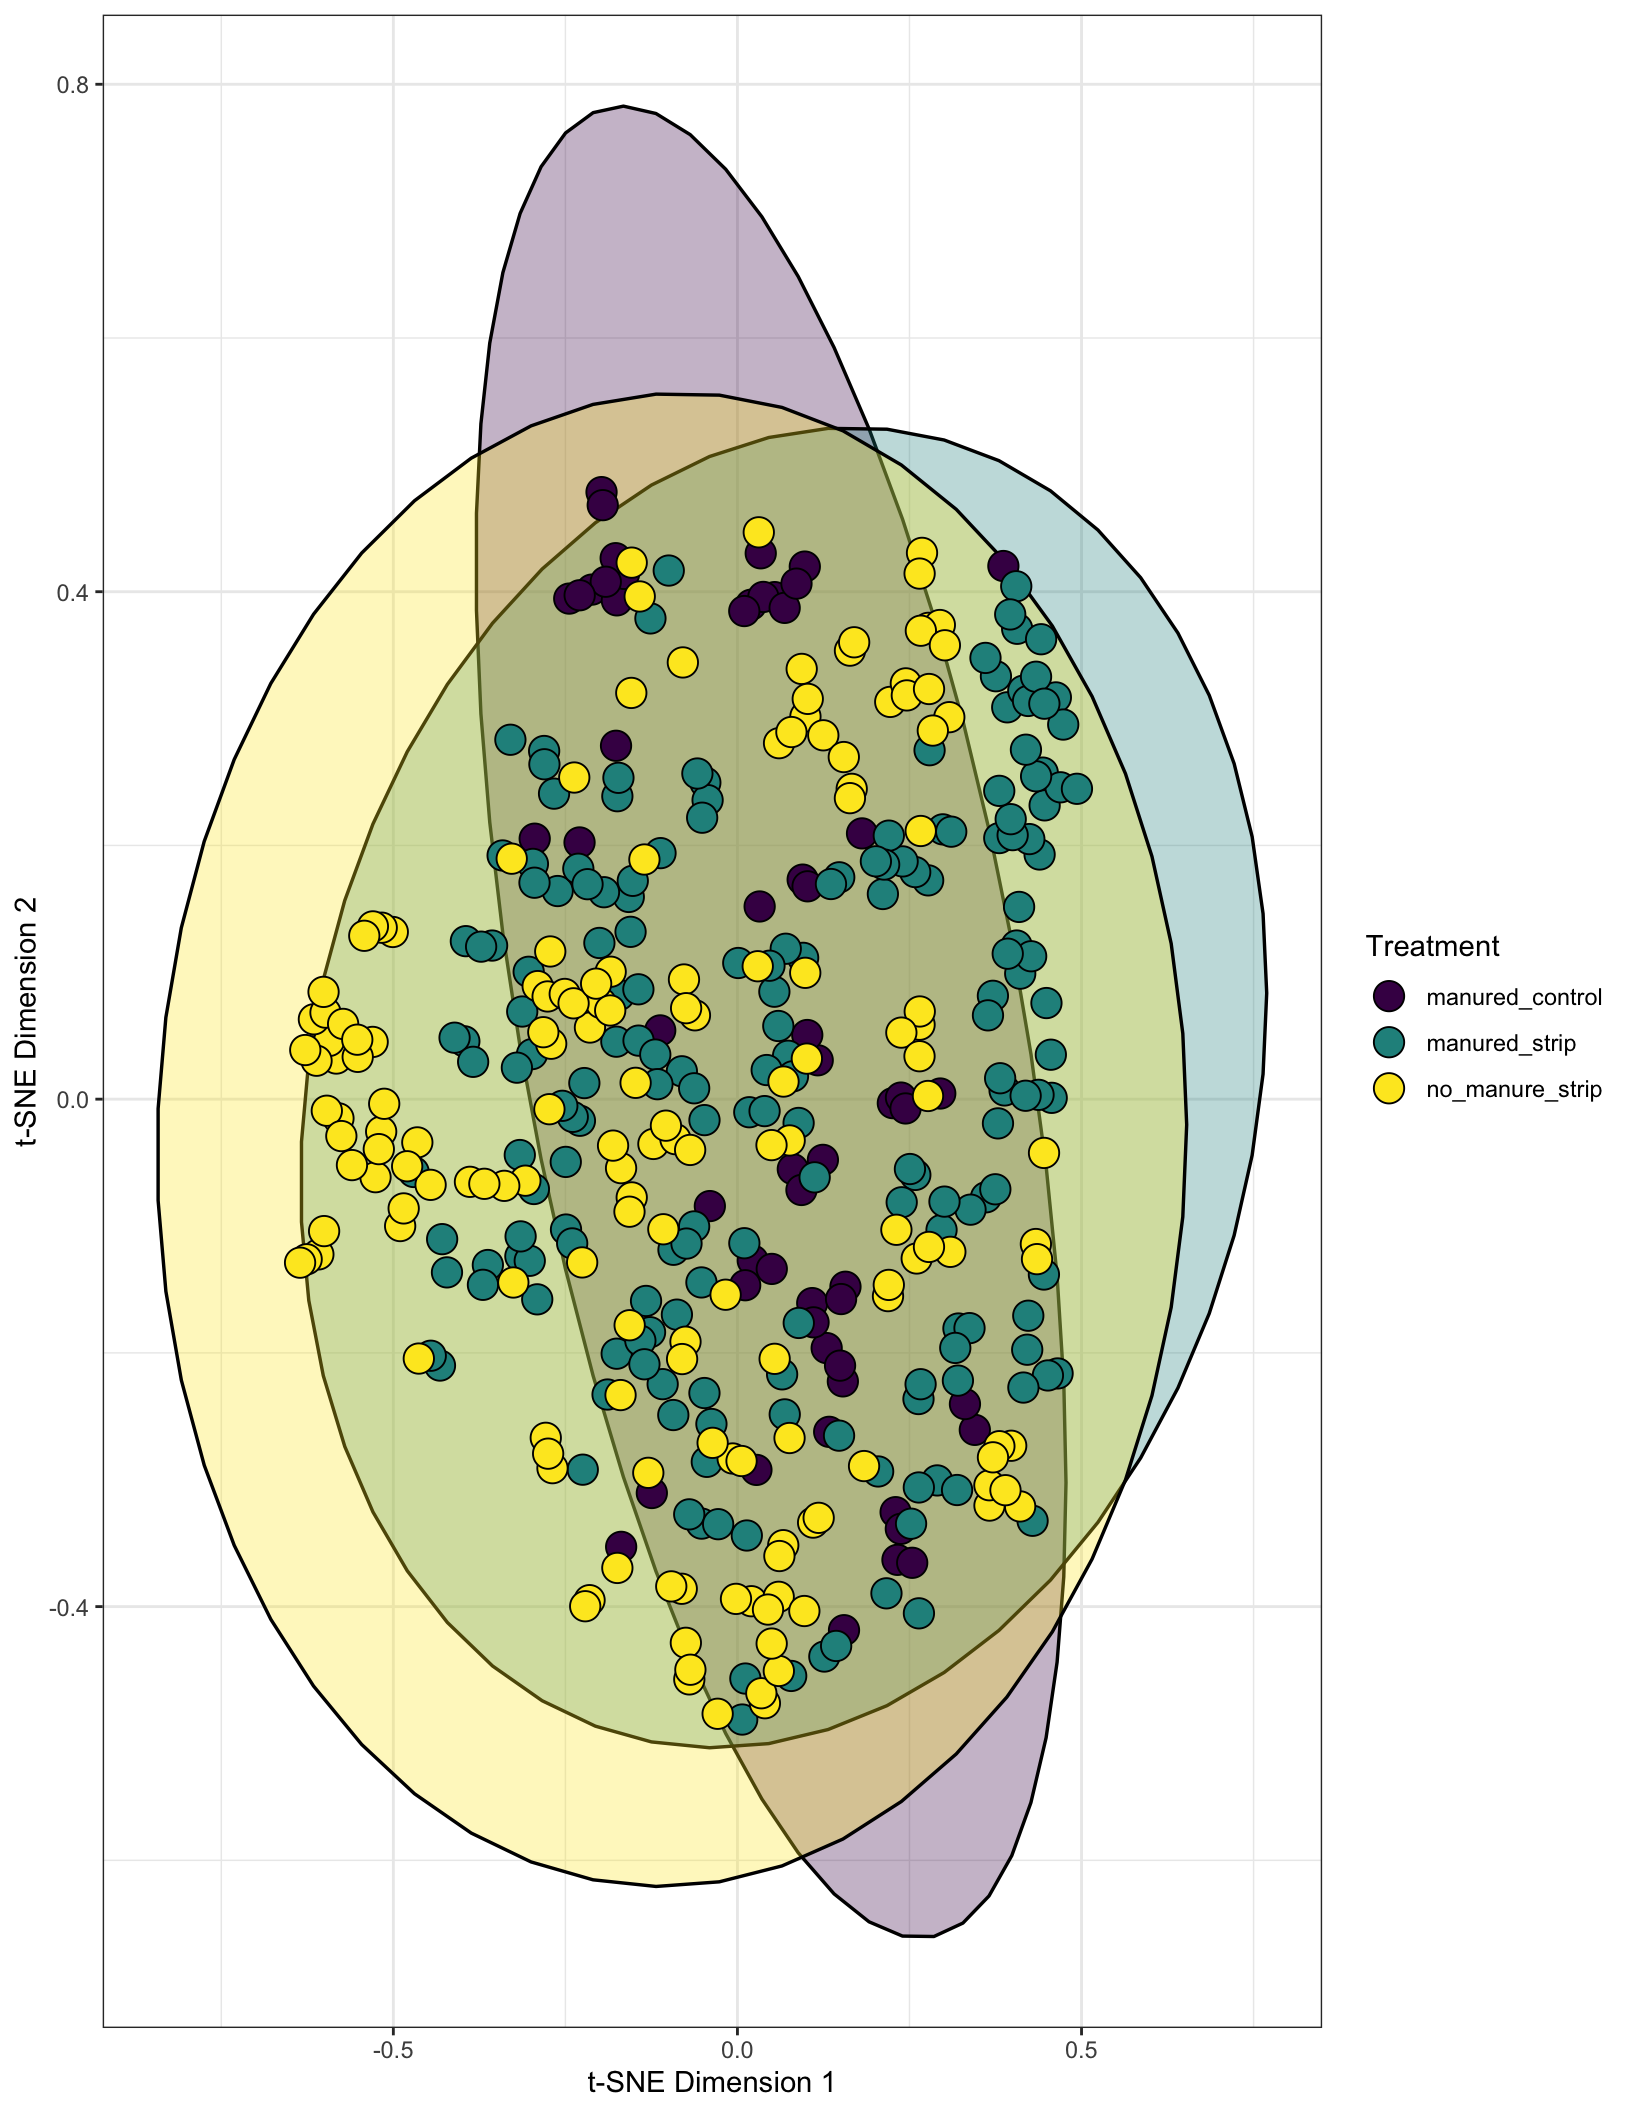 0.8
0.4
0.0
-0.4
t-SNE Dimension 2
-0.5
0.0
0.5
t-SNE Dimension 1
Treatment
manured_control
manured_strip
no_manure_strip